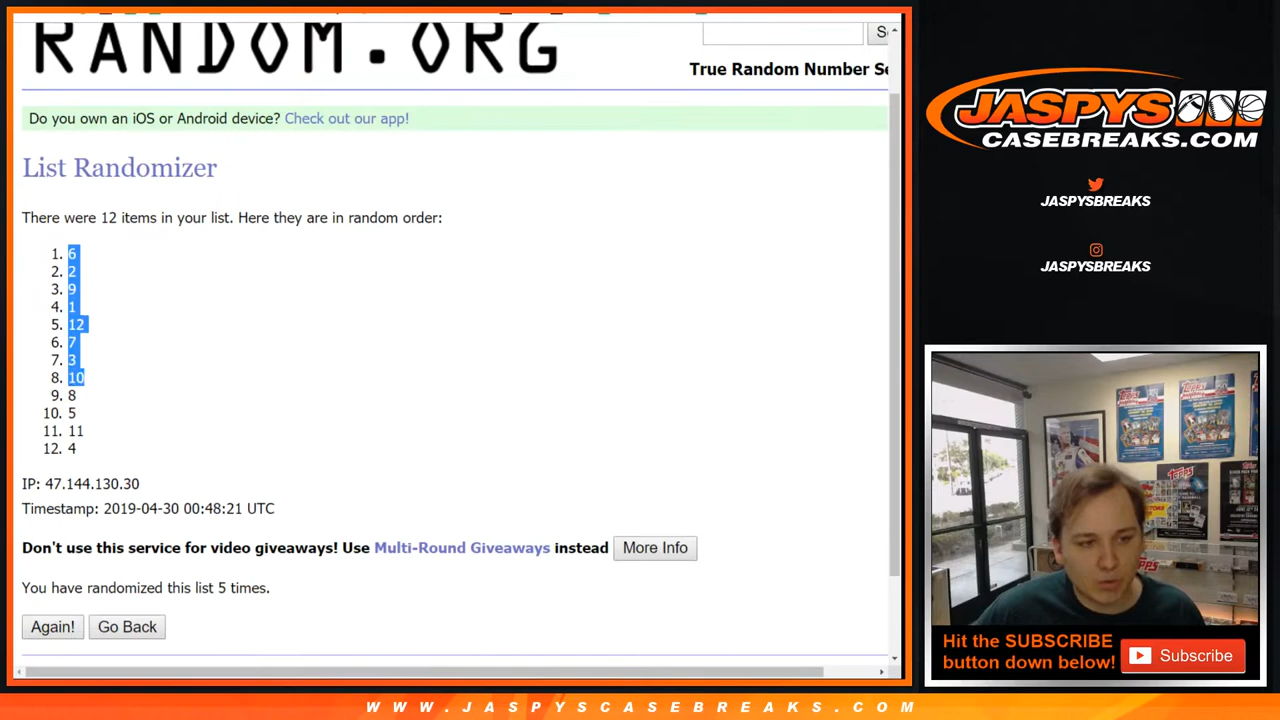 RANDOM.ORG
Se
True Random Number Se
Do you own an iOS or Android device? Check out our app!
List Randomizer
There were 12 items in your list. Here they are in random order:
1. 6
2. 2
3. 9
4. 1
5. 12
6. 7
7. 3
8. 10
9. 8
10. 5
11. 11
12. 4
IP: 47.144.130.30
Timestamp: 2019-04-30 00:48:21 UTC
Don't use this service for video giveaways! Use Multi-Round Giveaways instead More Info
You have randomized this list 5 times.
Again! Go Back
JASPYS
CASEBREAKS.COM
JASPYSBREAKS
JASPYSBREAKS
Topps
TOPPS
Hit the SUBSCRIBE
button down below!
Subscribe
WWW.JASPYSCASEBREAKS.COM